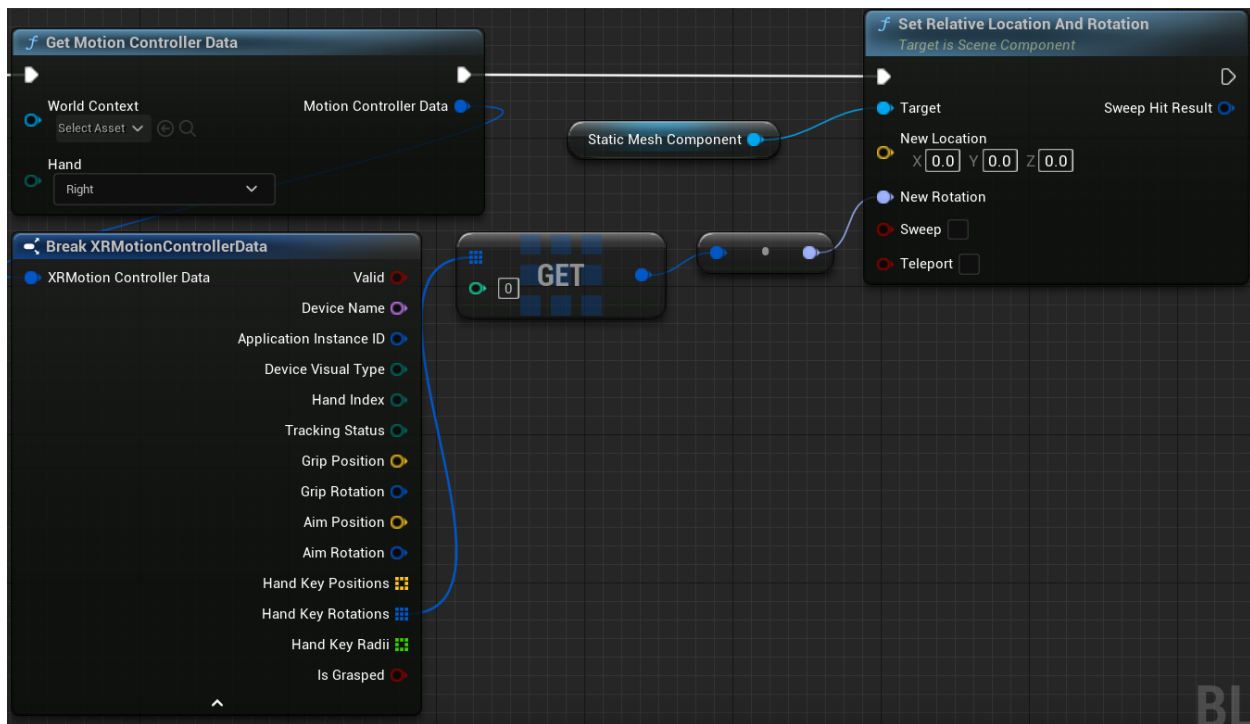 Get Motion Controller Data
World Context
Motion Controller Data
Select Asset
Hand
Right
Break XRMotionControllerData
XRMotion Controller Data
Valid
Device Name
Application Instance ID
Device Visual Type
Hand Index
Tracking Status
Grip Position
Grip Rotation
Aim Position
Aim Rotation
Hand Key Positions
Hand Key Rotations
Hand Key Radii
Is Grasped
GET
0
Static Mesh Component
Set Relative Location And Rotation
Target is Scene Component
Target
Sweep Hit Result
New Location
X 0.0 Y 0.0 Z 0.0
New Rotation
Sweep
Teleport
BL